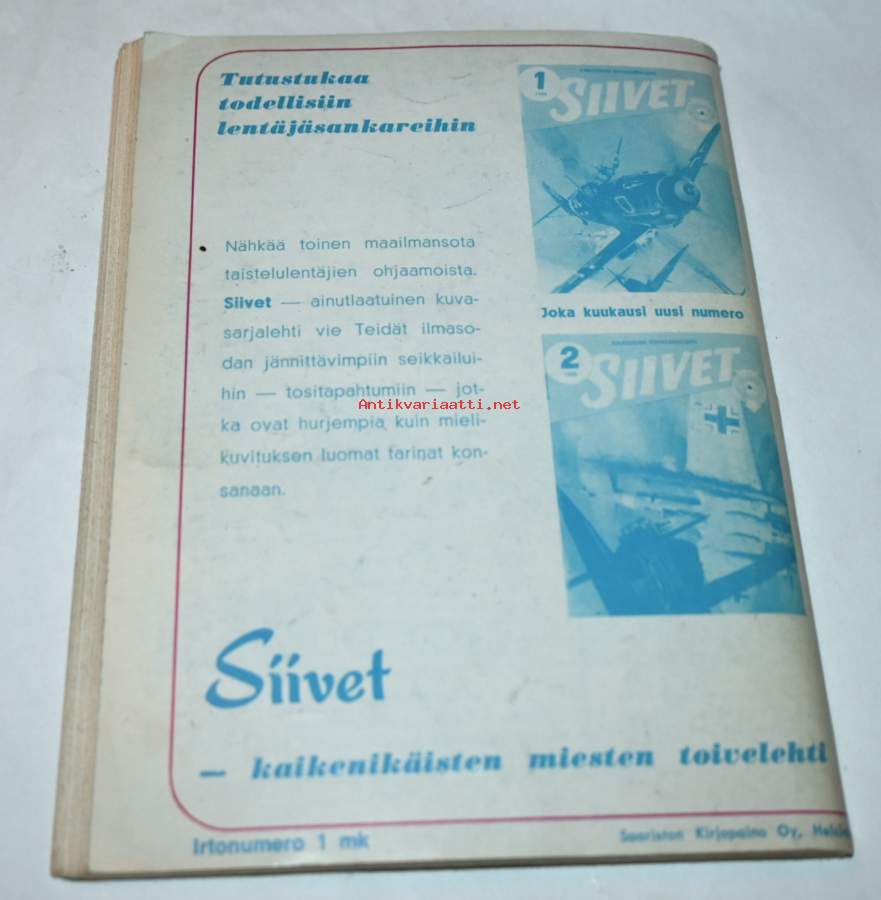 Tutustukaa
todellisiin
lentäjäsankareihin
Nähkää toinen maailmansota
taistelulentäjien ohjaamoista.
Siivet — ainutlaatuinen kuva-
sarjalehti vie Teidät ilmaso-
dan jännittävimpiin seikkailui-
hin — tositapahtumiin — jot-
ka ovat hurjempia kuin mieli-
kuvituksen luomat tarinat kon-
sanaan.
1
SIIVET
Joka kuukausi uusi numero
2
SIIVET
Antikvariaatti.net
Siivet
— kaikenikäisten miesten toivelehti
Irtonumero 1 mk
Saariston Kirjapaino Oy,